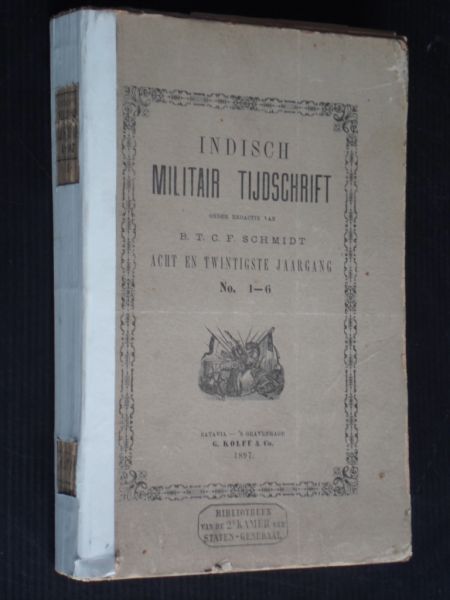 INDISCH
MILITAIR TIJDSCHRIFT
ONDER REDACTIE VAN
B. T. C. F. SCHMIDT
ACHT EN TWINTIGSTE JAARGANG
No. 1—6
BATAVIA — 'S GRAVENHAGE
G. KOLFF & Co.
1897.
BIBLIOTHEEK
VAN DE 2E KAMER DER
STATEN-GENERAAL